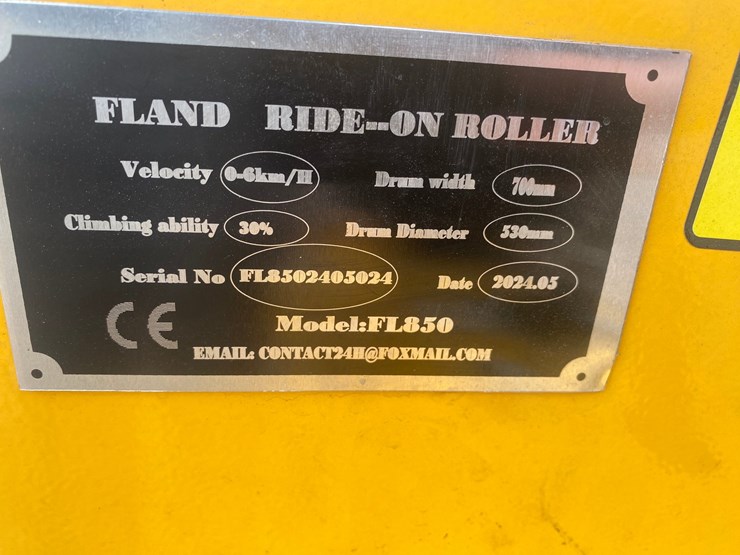 FLAND RIDE--ON ROLLER
Velocity 0-6km/H Drum width 700mm
Climbing ability 30% Drum Diameter 530mm
Serial No FL8502405024 Date 2024.05
CE Model:FL850
EMAIL: CONTACT24H@FOXMAIL.COM